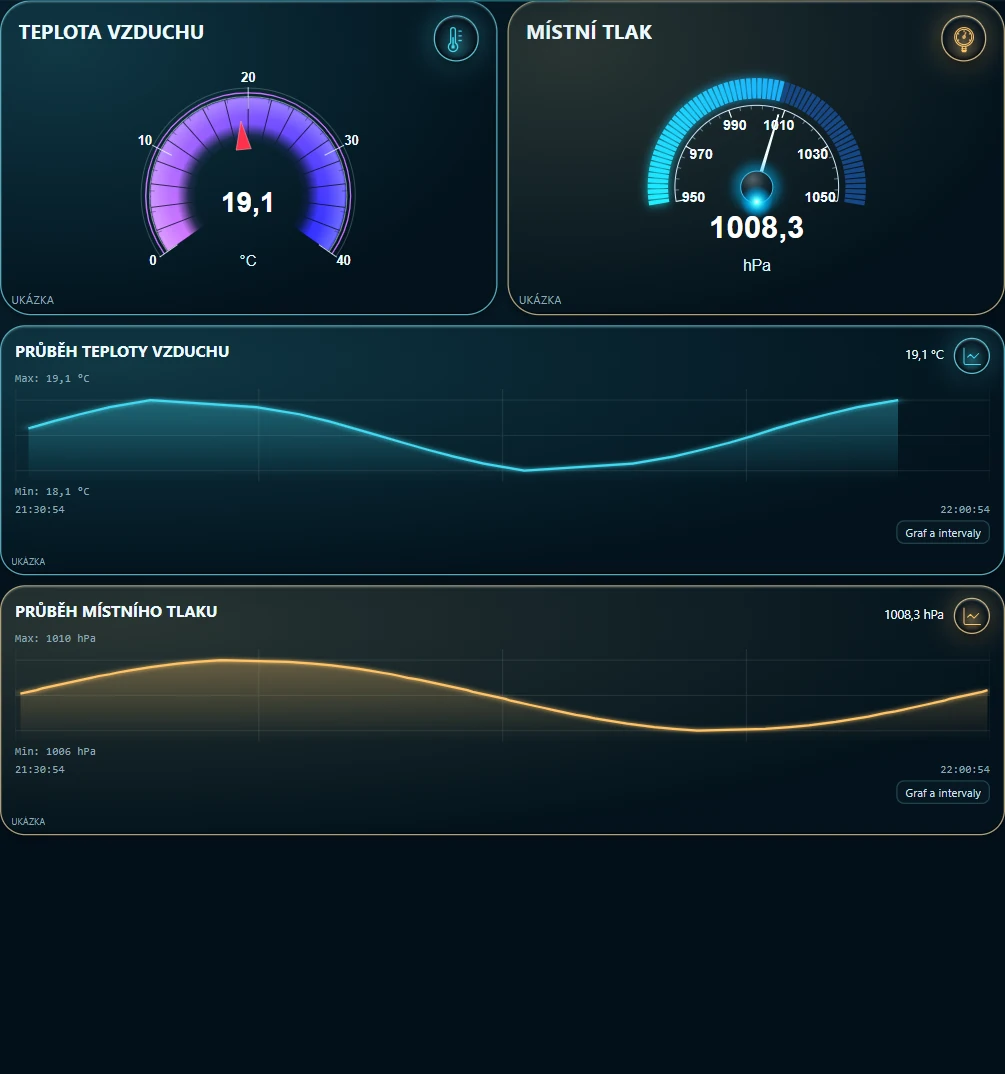 TEPLOTA VZDUCHU
20
10
30
19,1
0
°C
40
UKÁZKA
MÍSTNÍ TLAK
990
1010
970
1030
950
1050
1008,3
hPa
UKÁZKA
PRŮBĚH TEPLOTY VZDUCHU
19,1 °C
Max: 19,1 °C
Min: 18,1 °C
21:30:54
22:00:54
Graf a intervaly
UKÁZKA
PRŮBĚH MÍSTNÍHO TLAKU
1008,3 hPa
Max: 1010 hPa
Min: 1006 hPa
21:30:54
22:00:54
Graf a intervaly
UKÁZKA